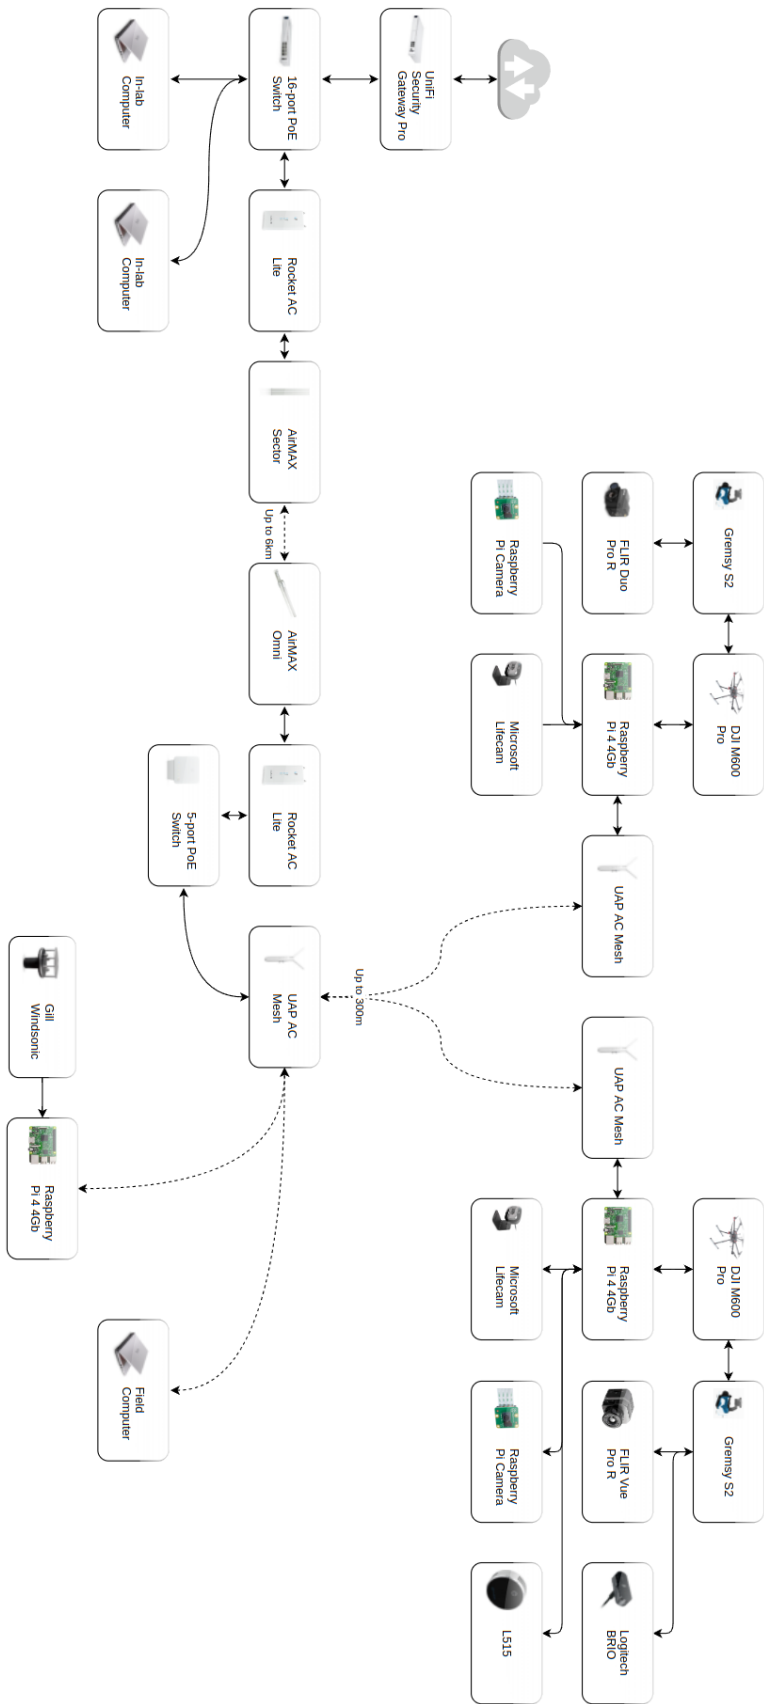 UniFi
Security
Gateway Pro
16-port PoE
Switch
In-lab
Computer
In-lab
Computer
Rocket AC
Lite
AirMAX
Sector
Up to 6km
AirMAX
Omni
Rocket AC
Lite
5-port PoE
Switch
UAP AC
Mesh
Up to 300m
Gill
Windsonic
Raspberry
Pi 4 4Gb
Field
Computer
Gremsy S2
FLIR Duo
Pro R
Raspberry
Pi Camera
DJI M600
Pro
Raspberry
Pi 4 4Gb
Microsoft
Lifecam
UAP AC Mesh
UAP AC Mesh
DJI M600
Pro
Raspberry
Pi 4 4Gb
Microsoft
Lifecam
Gremsy S2
FLIR Vue
Pro R
Raspberry
Pi Camera
Logitech
BRIO
L515